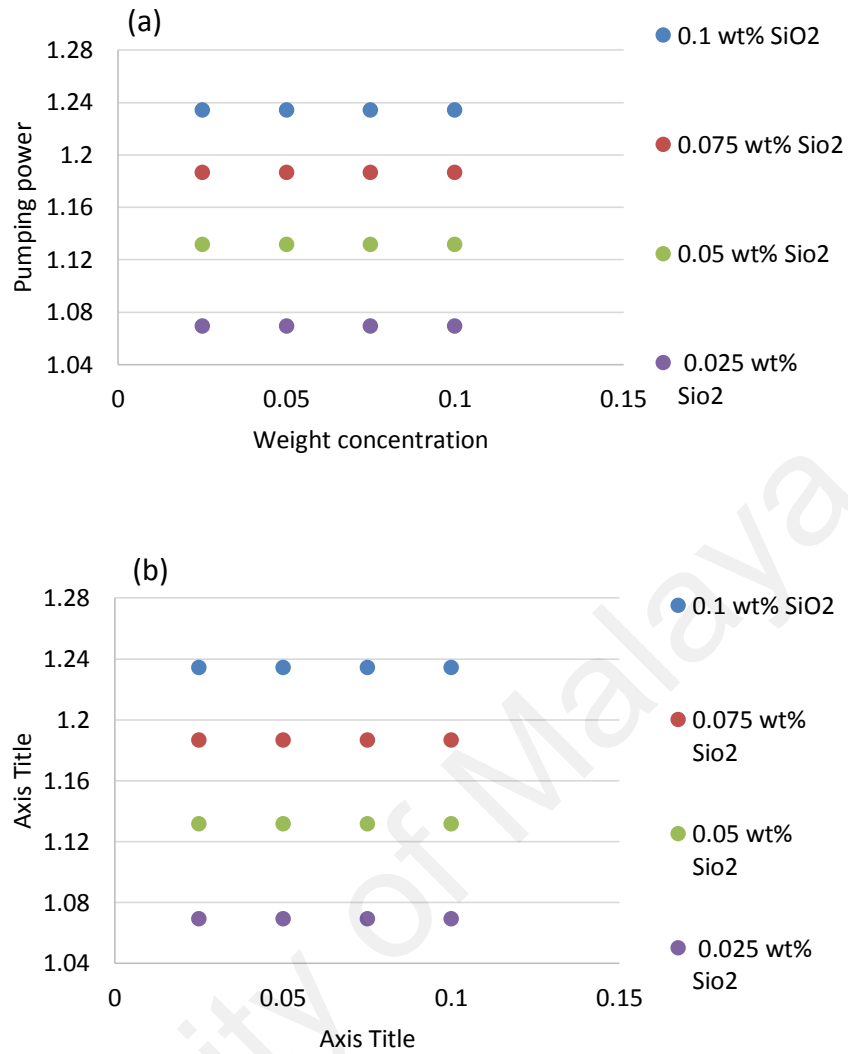 (a)
1.28
1.24
1.2
1.16
1.12
1.08
1.04
Pumping power
0
0.05
0.1
0.15
Weight concentration
0.1 wt% SiO2
0.075 wt% Sio2
0.05 wt% Sio2
0.025 wt%
Sio2
(b)
1.28
1.24
1.2
1.16
1.12
1.08
1.04
Axis Title
0
0.05
0.1
0.15
Axis Title
0.1 wt% SiO2
0.075 wt%
Sio2
0.05 wt%
Sio2
0.025 wt%
Sio2
ity of Malaya